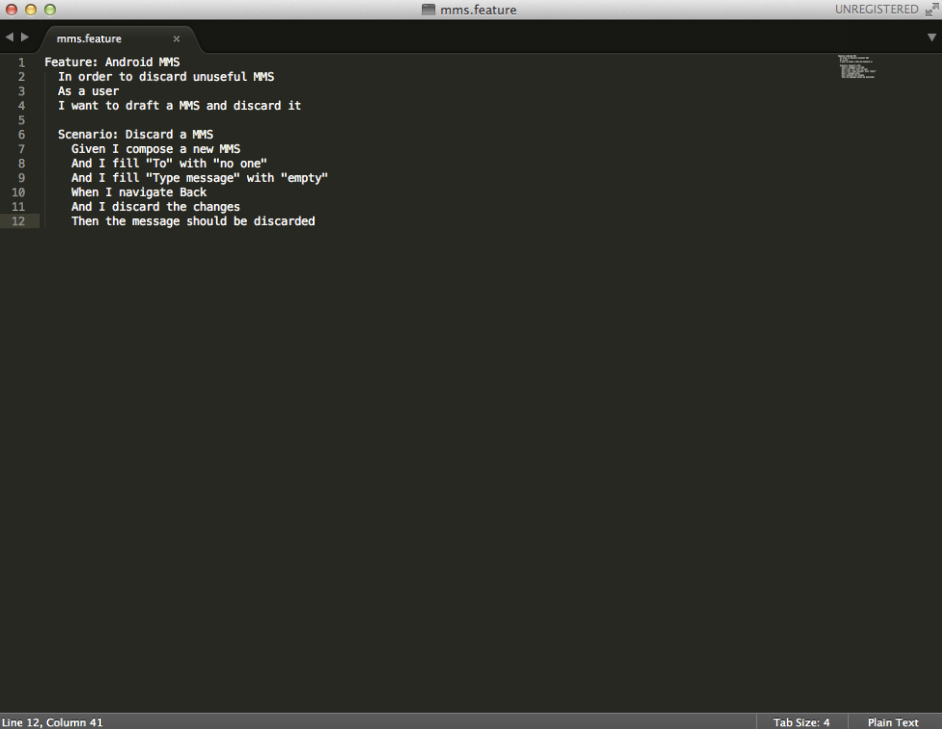 mms.feature
UNREGISTERED
mms.feature ×
1 Feature: Android MMS
2 In order to discard unuseful MMS
3 As a user
4 I want to draft a MMS and discard it
5
6 Scenario: Discard a MMS
7 Given I compose a new MMS
8 And I fill "To" with "no one"
9 And I fill "Type message" with "empty"
10 When I navigate Back
11 And I discard the changes
12 Then the message should be discarded
Line 12, Column 41
Tab Size: 4
Plain Text